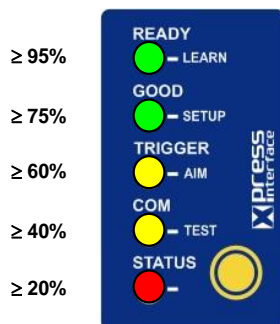 READY
≥ 95% LEARN
GOOD
≥ 75% SETUP
TRIGGER
≥ 60% AIM
COM
≥ 40% TEST
STATUS
≥ 20%
Xpress
interface